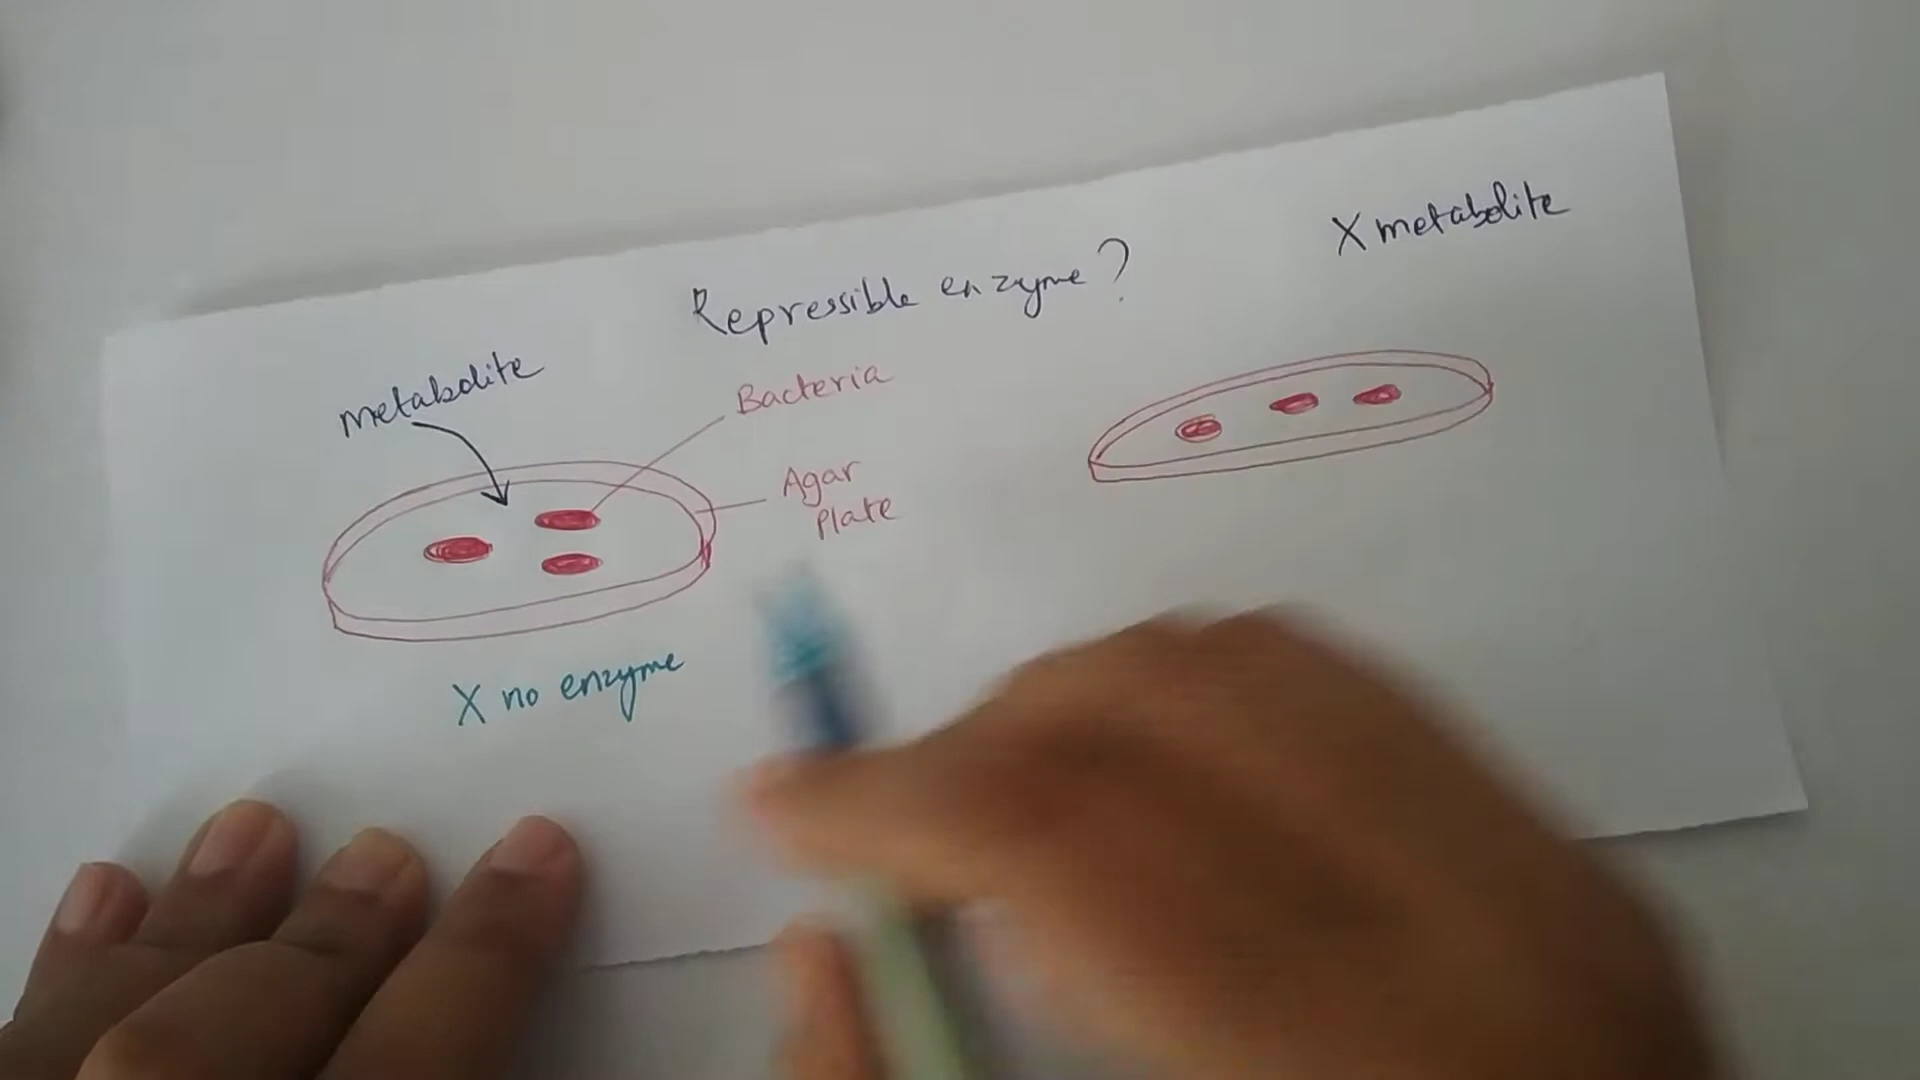 X metabolite
Repressible enzyme?
metabolite
Bacteria
Agar
Plate
X no enzyme